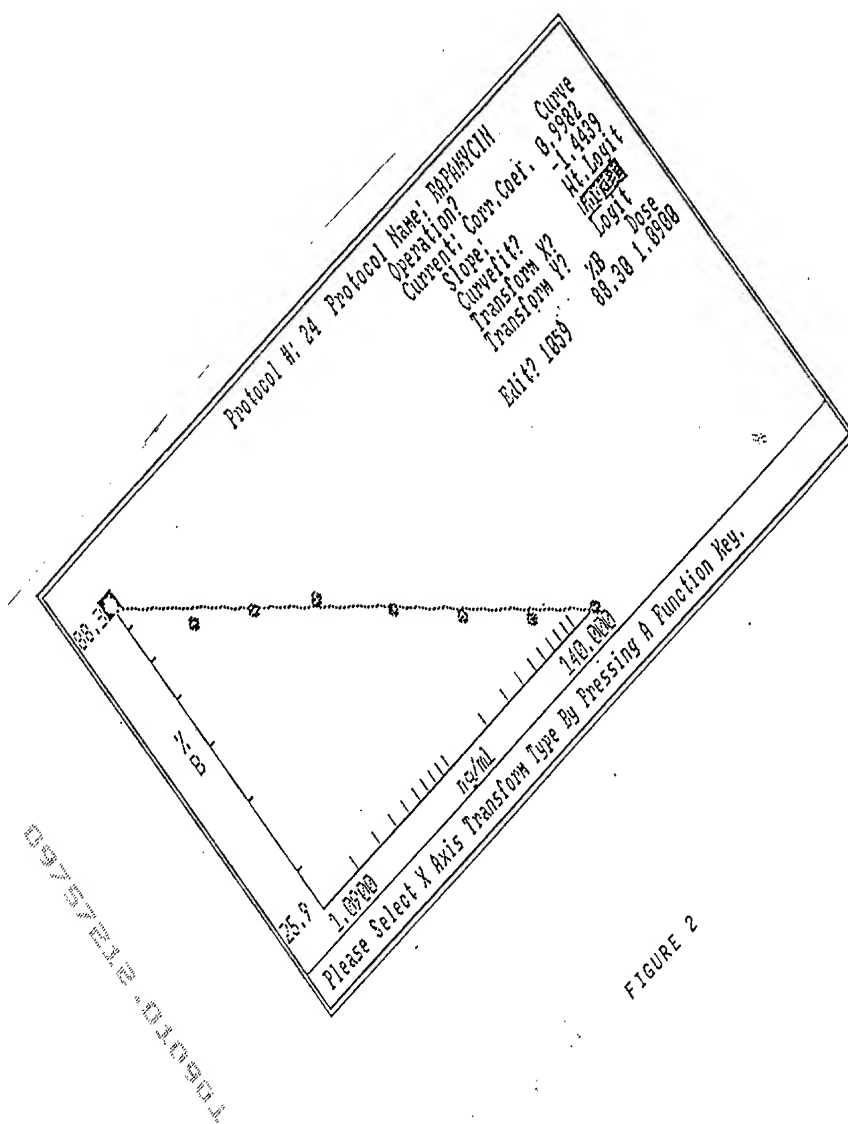 Protocol #: 24 Protocol Name: RAPAMYCIN
Operation? Curve
Current: Corr.Coef. 0.9982
Slope: -1.4439
Curvefit? Wt.Logit
Transform X?
Transform Y? Logit
%B Dose
Edit? 1059 88.30 1.0900
88.3
% B
25.9
1.0900
ng/ml
140.000
Please Select X Axis Transform Type By Pressing A Function Key.
FIGURE 2